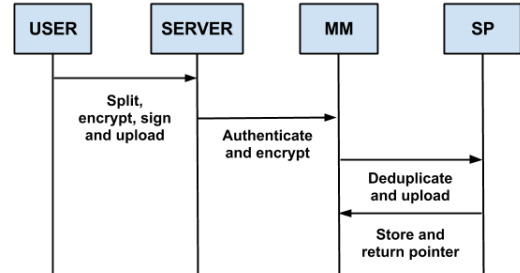 USER
SERVER
MM
SP
Split,
encrypt, sign
and upload
Authenticate
and encrypt
Deduplicate
and upload
Store and
return pointer